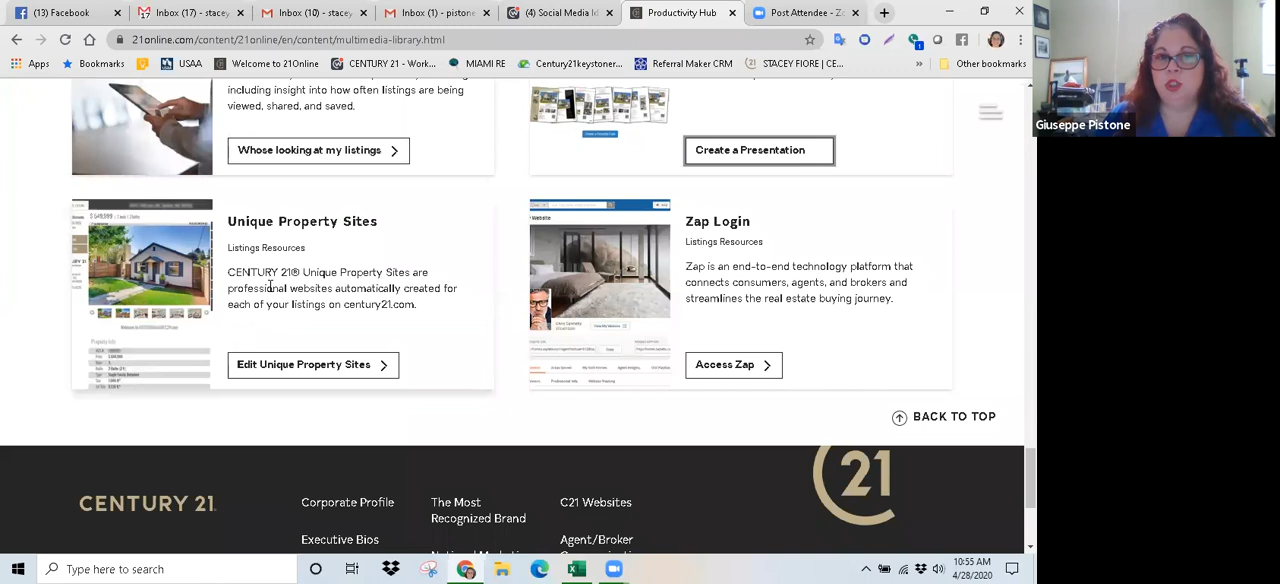 (13) Facebook
Inbox (17) - stacey
Inbox (10) - stacey
Inbox (1) - pistone
(4) Social Media Id
Productivity Hub
Post Attendee - Zo
21online.com/content/21online/en/content/multimedia-library.html
Apps
Bookmarks
USAA
Welcome to 21Online
CENTURY 21 - Work...
MIAMI RE
Century21keystoner...
Referral Maker CRM
STACEY FIORE | CE...
Other bookmarks
including insight into how often listings are being
viewed, shared, and saved.
Whose looking at my listings
Create a Presentation
Unique Property Sites
Listings Resources
CENTURY 21® Unique Property Sites are
professional websites automatically created for
each of your listings on century21.com.
Edit Unique Property Sites
Zap Login
Listings Resources
Zap is an end-to-end technology platform that
connects consumers, agents, and brokers and
streamlines the real estate buying journey.
Access Zap
BACK TO TOP
CENTURY 21.
Corporate Profile
The Most
Recognized Brand
C21 Websites
Executive Bios
Agent/Broker
21
Giuseppe Pistone
Type here to search
10:55 AM
4/28/2020